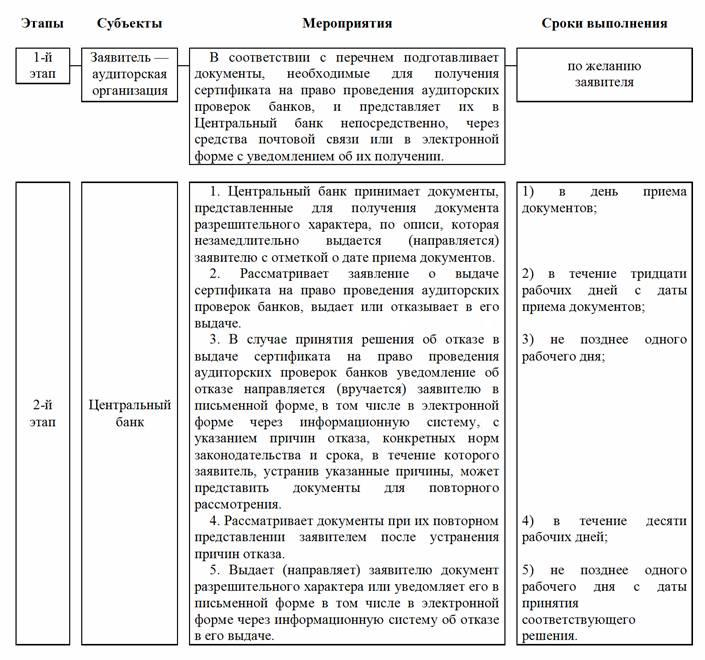 Этапы Субъекты Мероприятия Сроки выполнения
1-й
этап
Заявитель —
аудиторская
организация
В соответствии с перечнем подготавливает
документы, необходимые для получения
сертификата на право проведения аудиторских
проверок банков, и представляет их в
Центральный банк непосредственно, через
средства почтовой связи или в электронной
форме с уведомлением об их получении.
по желанию
заявителя
2-й
этап
Центральный
банк
1. Центральный банк принимает документы,
представленные для получения документа
разрешительного характера, по описи, которая
незамедлительно выдается (направляется)
заявителю с отметкой о дате приема документов.
2. Рассматривает заявление о выдаче
сертификата на право проведения аудиторских
проверок банков, выдает или отказывает в его
выдаче.
3. В случае принятия решения об отказе в
выдаче сертификата на право проведения
аудиторских проверок банков уведомление об
отказе направляется (вручается) заявителю в
письменной форме, в том числе в электронной
форме через информационную систему, с
указанием причин отказа, конкретных норм
законодательства и срока, в течение которого
заявитель, устранив указанные причины, может
представить документы для повторного
рассмотрения.
4. Рассматривает документы при их повторном
представлении заявителем после устранения
причин отказа.
5. Выдает (направляет) заявителю документ
разрешительного характера или уведомляет его в
письменной форме в том числе в электронной
форме через информационную систему об отказе
в его выдаче.
1) в день приема
документов;
2) в течение тридцати
рабочих дней с даты
приема документов;
3) не позднее одного
рабочего дня;
4) в течение десяти
рабочих дней;
5) не позднее одного
рабочего дня с даты
принятия
соответствующего
решения.